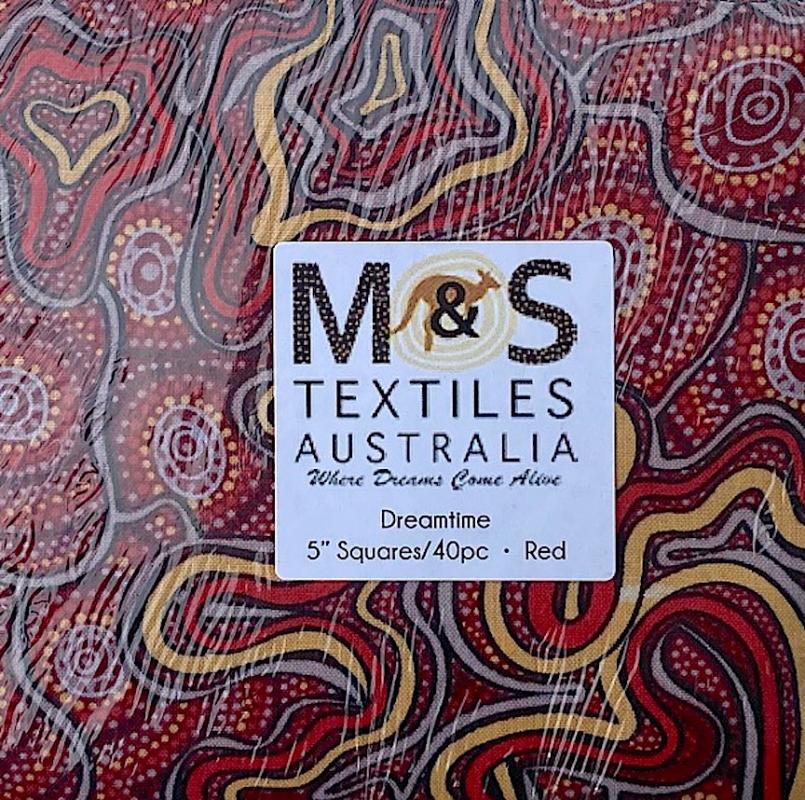 M&S
TEXTILES
AUSTRALIA
Where Dreams Come Alive
Dreamtime
5” Squares/40pc • Red